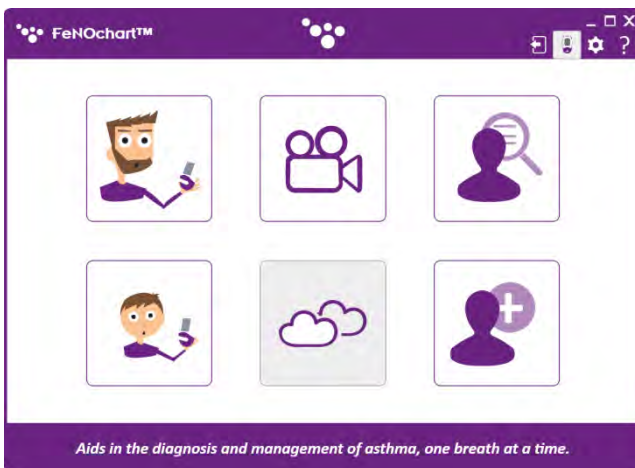 FeNOchart™
Aids in the diagnosis and management of asthma, one breath at a time.